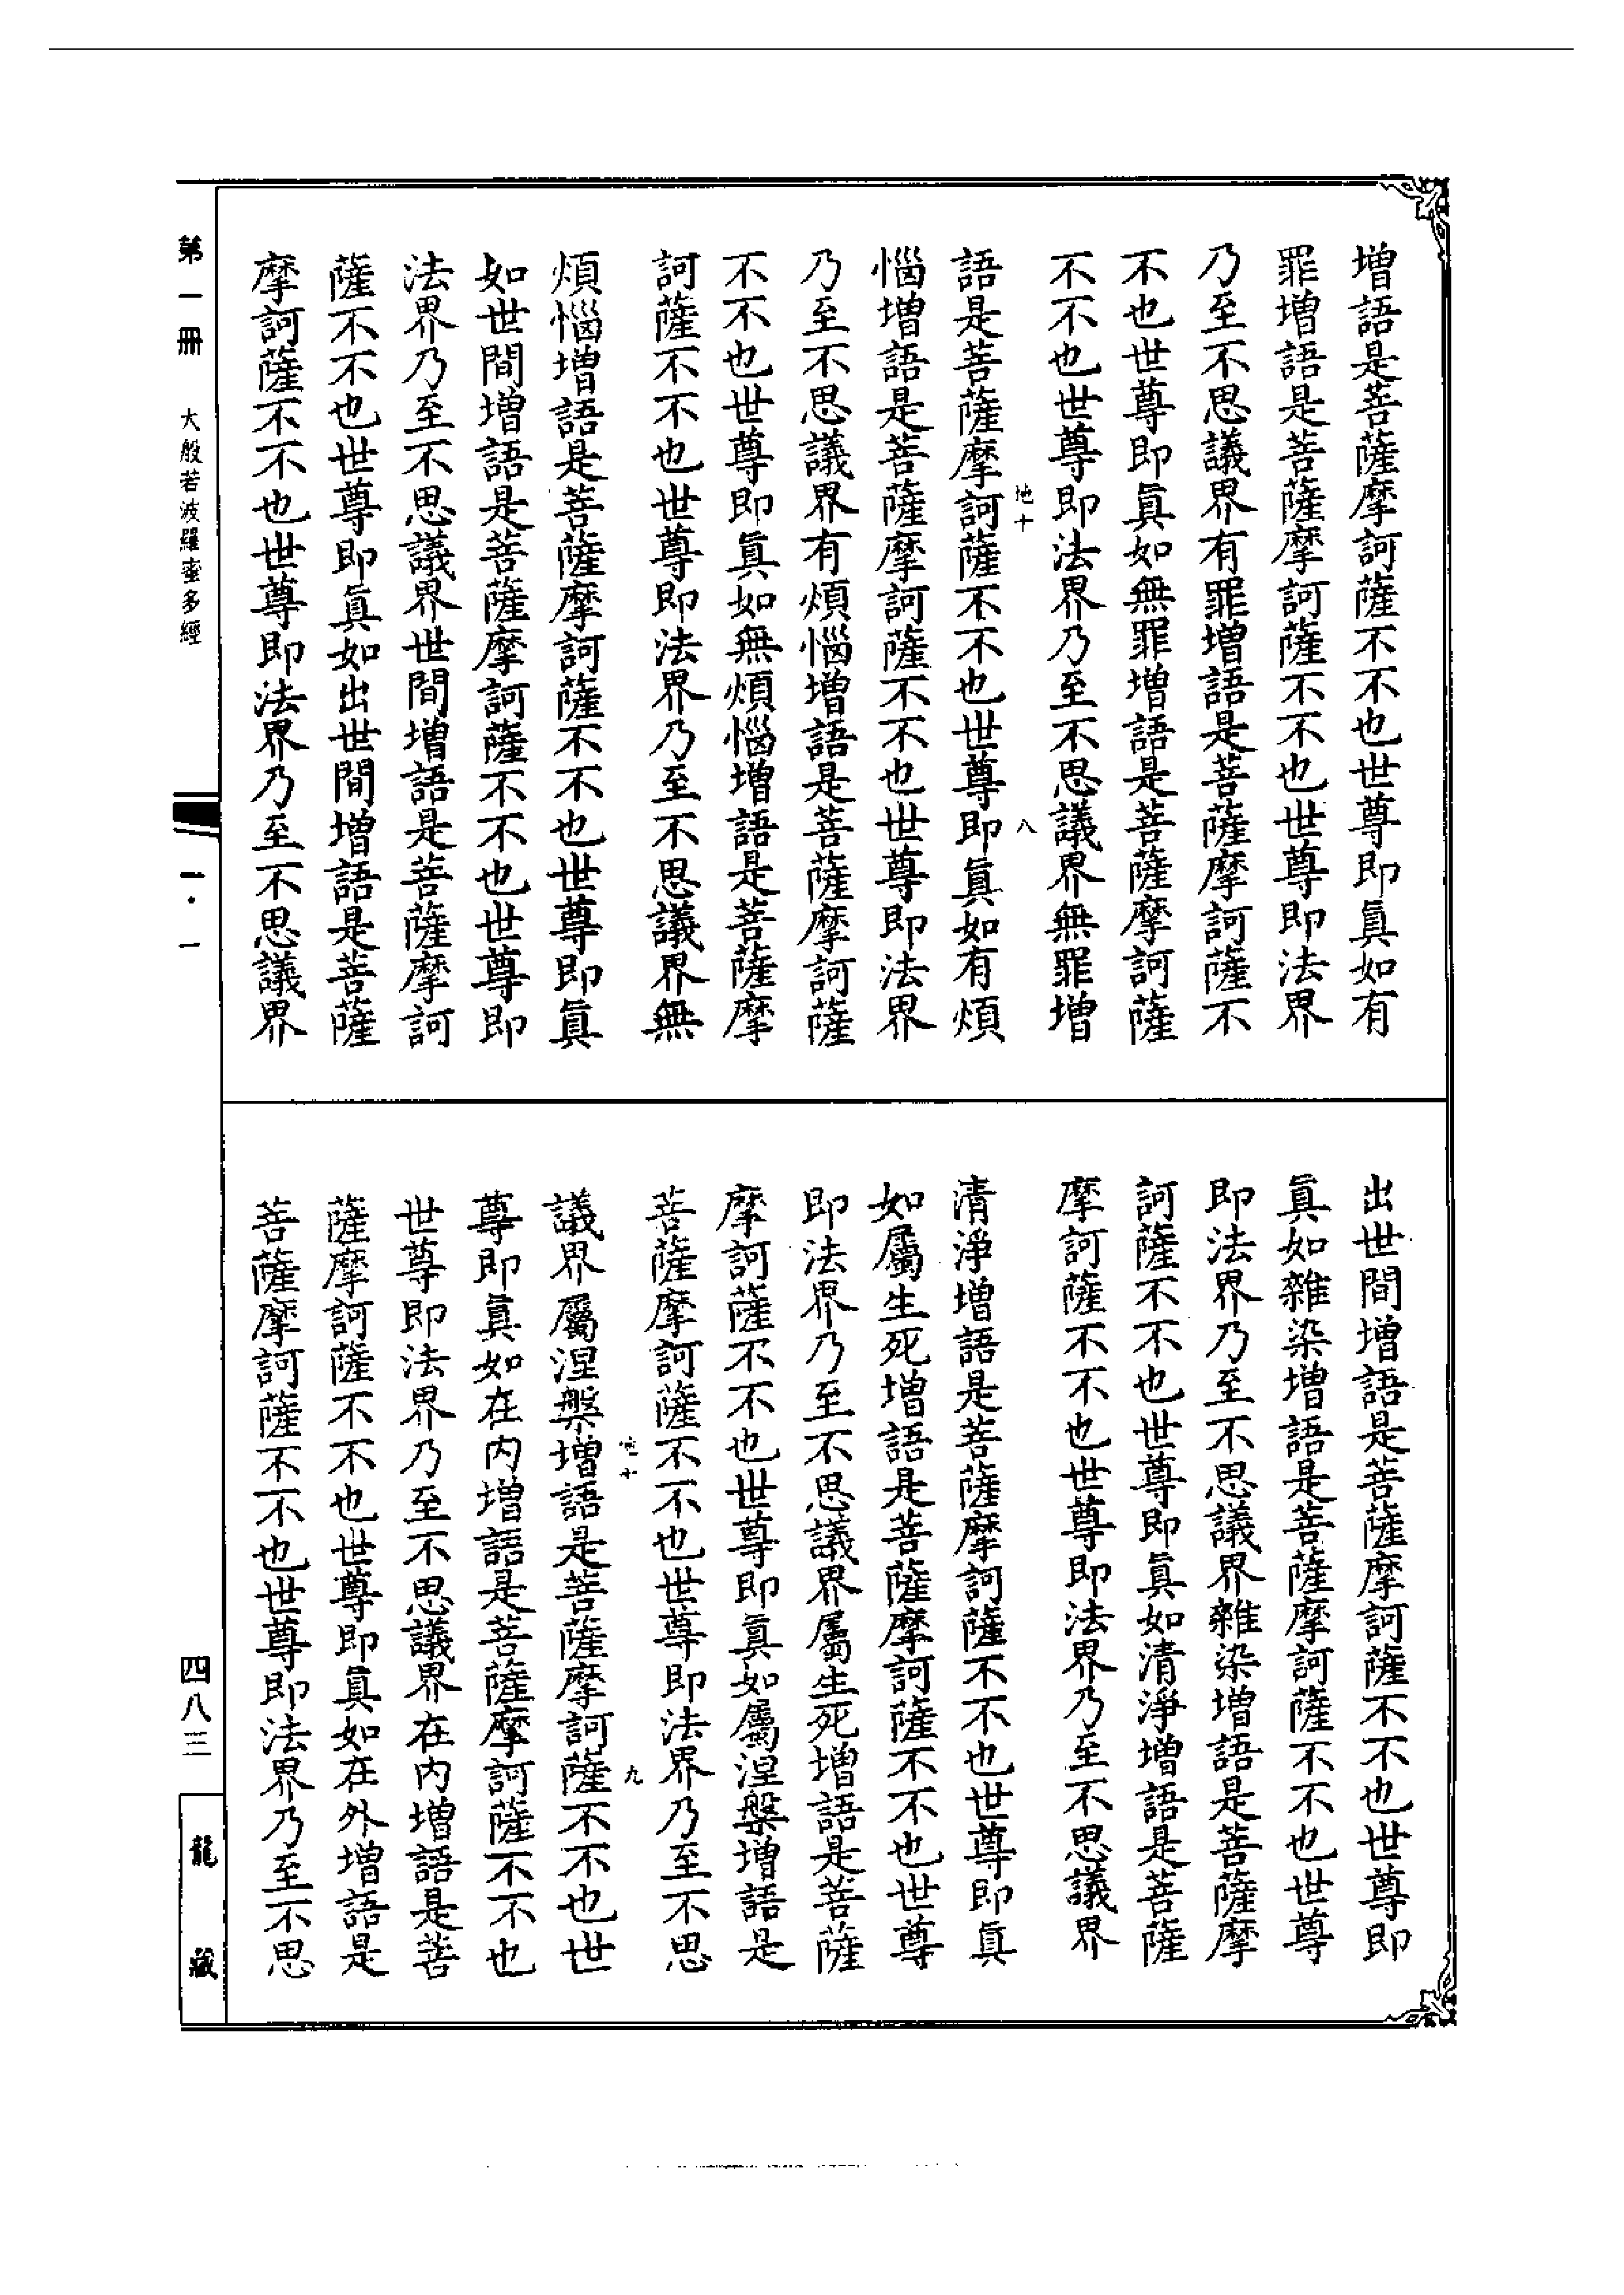 增語是菩薩摩訶薩不不也世尊即眞如有
罪增語是菩薩摩訶薩不不也世尊即法界
乃至不思議界有罪增語是菩薩摩訶薩不
不也世尊即眞如無罪增語是菩薩摩訶薩
不不也世尊即法界乃至不思議界無罪增
地十　八
語是菩薩摩訶薩不不也世尊即眞如有煩
惱增語是菩薩摩訶薩不不也世尊即法界
乃至不思議界有煩惱增語是菩薩摩訶薩
不不也世尊即眞如無煩惱增語是菩薩摩
訶薩不不也世尊即法界乃至不思議界無
煩惱增語是菩薩摩訶薩不不也世尊即眞
如世間增語是菩薩摩訶薩不不也世尊即
法界乃至不思議界世間增語是菩薩摩訶
薩不不也世尊即眞如出世間增語是菩薩
摩訶薩不不也世尊即法界乃至不思議界
出世間增語是菩薩摩訶薩不不也世尊即
眞如雜染增語是菩薩摩訶薩不不也世尊
即法界乃至不思議界雜染增語是菩薩摩
訶薩不不也世尊即眞如清淨增語是菩薩
摩訶薩不不也世尊即法界乃至不思議界
清淨增語是菩薩摩訶薩不不也世尊即眞
如屬生死增語是菩薩摩訶薩不不也世尊
即法界乃至不思議界屬生死增語是菩薩
摩訶薩不不也世尊即眞如屬涅槃增語是
菩薩摩訶薩不不也世尊即法界乃至不思
地十　九
議界屬涅槃增語是菩薩摩訶薩不不也世
尊即眞如在内增語是菩薩摩訶薩不不也
世尊即法界乃至不思議界在内增語是菩
薩摩訶薩不不也世尊即眞如在外增語是
菩薩摩訶薩不不也世尊即法界乃至不思
第一冊　大般若波羅蜜多經　一·一　四八三　龍藏